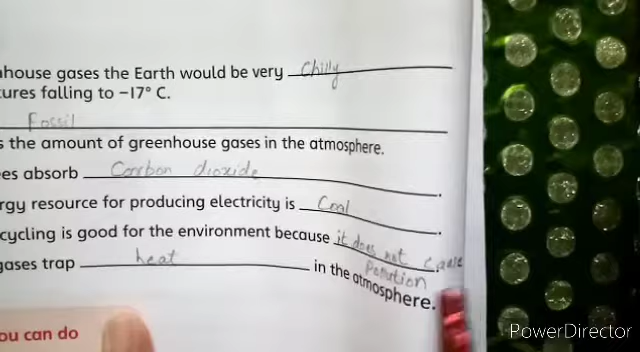 house gases the Earth would be very chilly
ures falling to −17° C.
Fossil
s the amount of greenhouse gases in the atmosphere.
es absorb Carbon dioxide.
rgy resource for producing electricity is Coal.
cycling is good for the environment because it does not cause
Pollution
gases trap heat in the atmosphere.
ou can do
PowerDirector